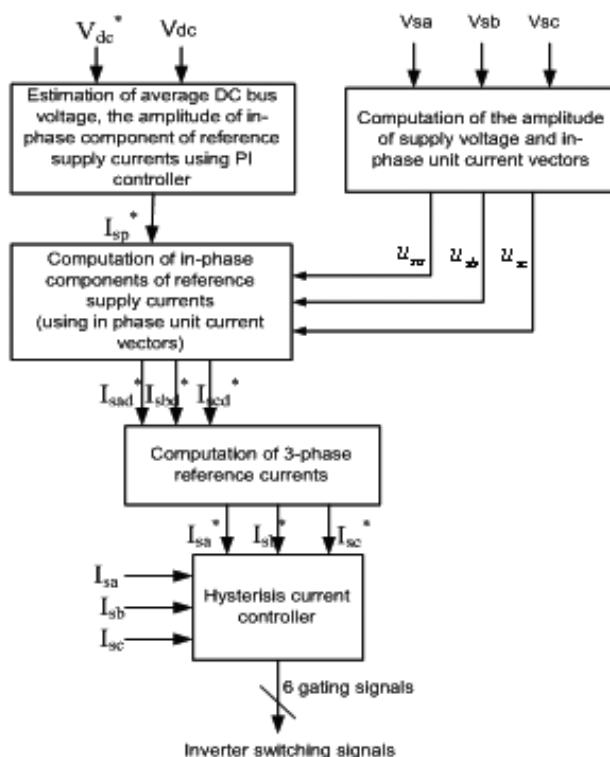 Vdc* Vdc
Vsa Vsb Vsc
Estimation of average DC bus
voltage, the amplitude of in-
phase component of reference
supply currents using PI
controller
Computation of the amplitude
of supply voltage and in-
phase unit current vectors
Isp*
Computation of in-phase
components of reference
supply currents
(using in phase unit current
vectors)
Isad* Isbd* Iscd*
Computation of 3-phase
reference currents
Isa* Isb* Isc*
Isa
Isb
Isc
Hysterisis current
controller
6 gating signals
Inverter switching signals